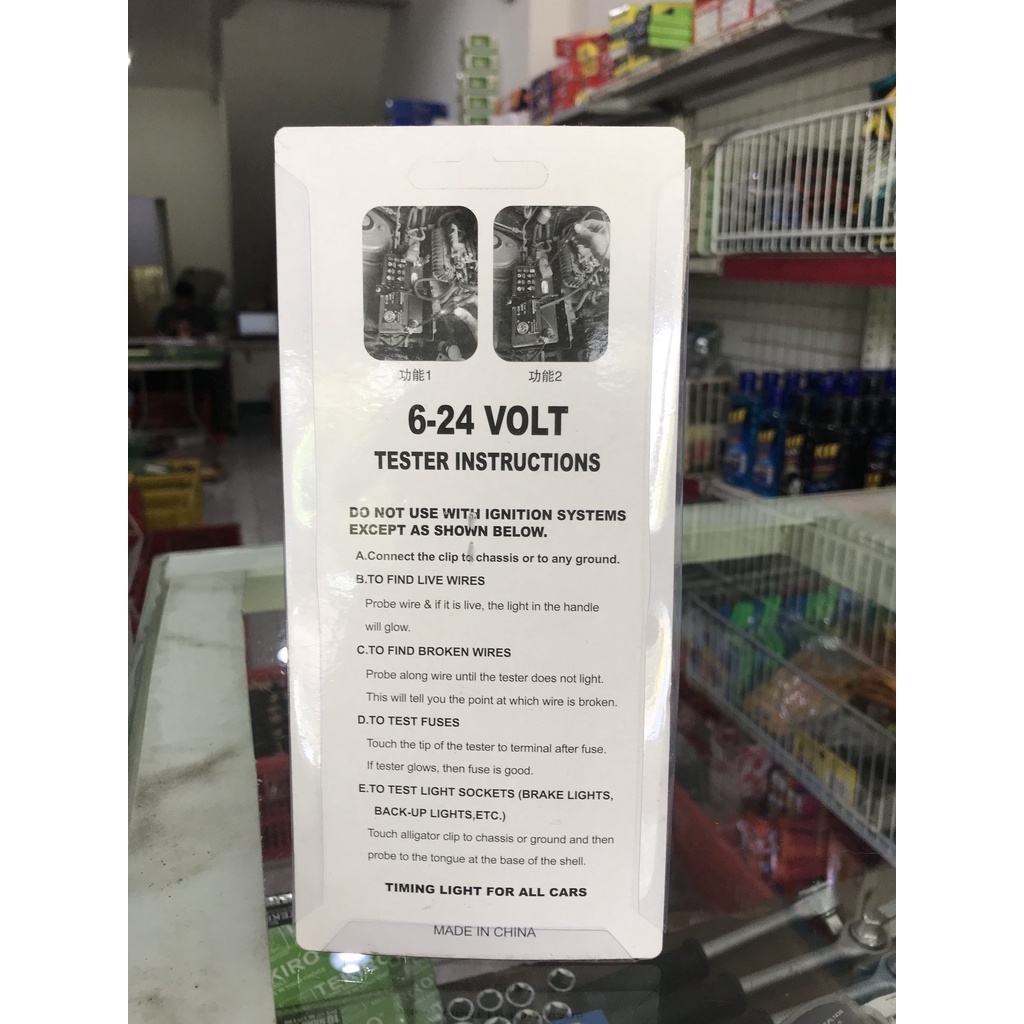 功能1
功能2
6-24 VOLT
TESTER INSTRUCTIONS
DO NOT USE WITH IGNITION SYSTEMS
EXCEPT AS SHOWN BELOW.
A.Connect the clip to chassis or to any ground.
B.TO FIND LIVE WIRES
Probe wire & if it is live, the light in the handle
will glow.
C.TO FIND BROKEN WIRES
Probe along wire until the tester does not light.
This will tell you the point at which wire is broken.
D.TO TEST FUSES
Touch the tip of the tester to terminal after fuse.
If tester glows, then fuse is good.
E.TO TEST LIGHT SOCKETS (BRAKE LIGHTS,
BACK-UP LIGHTS,ETC.)
Touch alligator clip to chassis or ground and then
probe to the tongue at the base of the shell.
TIMING LIGHT FOR ALL CARS
MADE IN CHINA
KIT